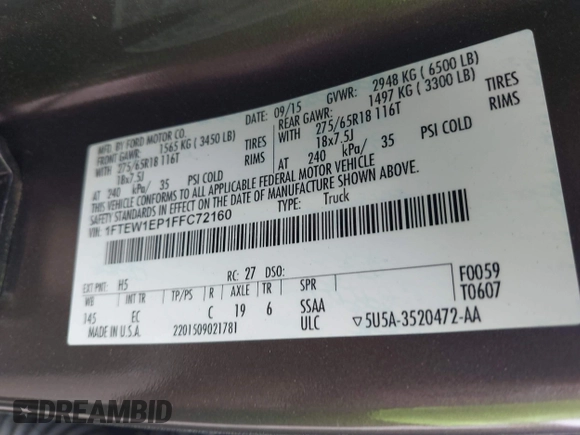 MFD. BY FORD MOTOR CO.
DATE: 09/15 GVWR: 2948 KG ( 6500 LB)
FRONT GAWR: 1565 KG ( 3450 LB) REAR GAWR: 1497 KG ( 3300 LB)
WITH 275/65R18 116T TIRES WITH 275/65R18 116T TIRES
18x7.5J RIMS 18x7.5J RIMS
AT 240 kPa/ 35 PSI COLD AT 240 kPa/ 35 PSI COLD
THIS VEHICLE CONFORMS TO ALL APPLICABLE FEDERAL MOTOR VEHICLE
SAFETY STANDARDS IN EFFECT ON THE DATE OF MANUFACTURE SHOWN ABOVE.
VIN: 1FTEW1EP1FFC72160 TYPE: Truck
EXT PNT: H5 RC: 27 DSO: F0059
WB INT TR TP/PS R AXLE TR SPR T0607
145 EC C 19 6 SSAA
MADE IN U.S.A. 2201509021781 ULC ▽5U5A-3520472-AA
DREAMBID